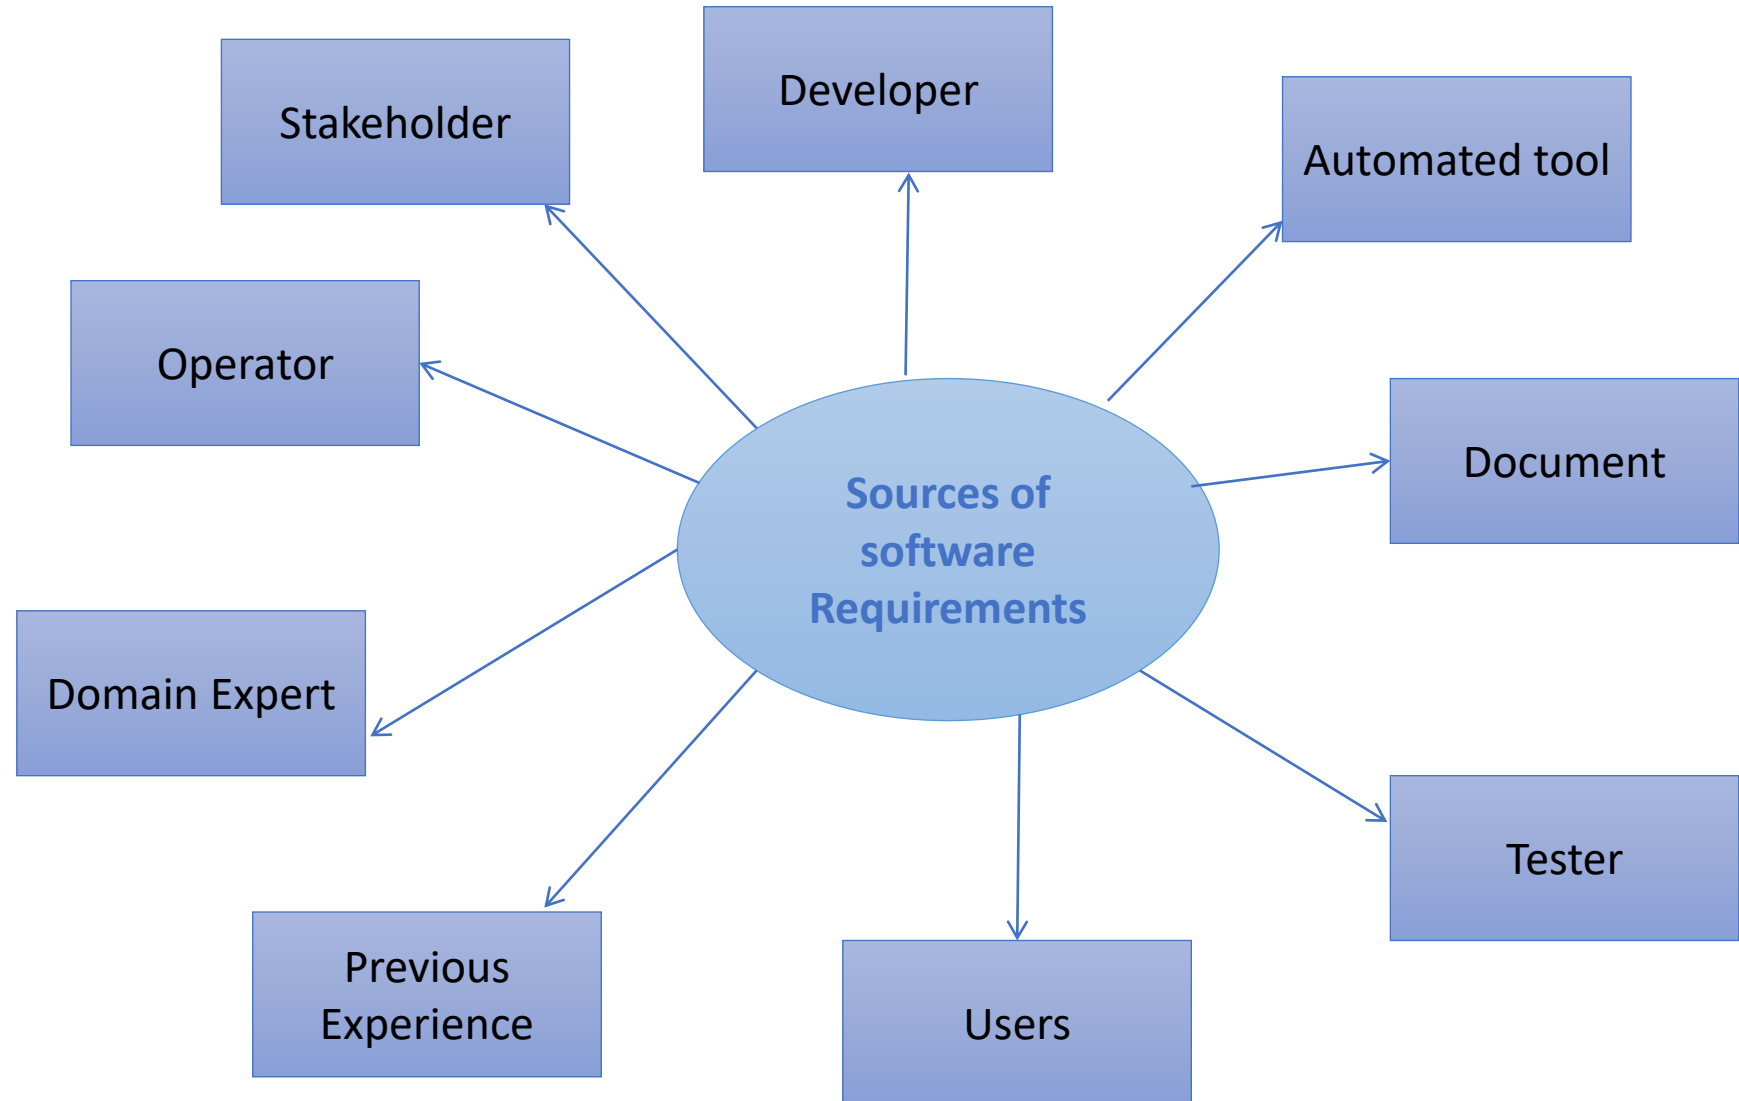 Developer
Stakeholder
Automated tool
Operator
Document
Sources of
software
Requirements
Domain Expert
Tester
Previous
Experience
Users